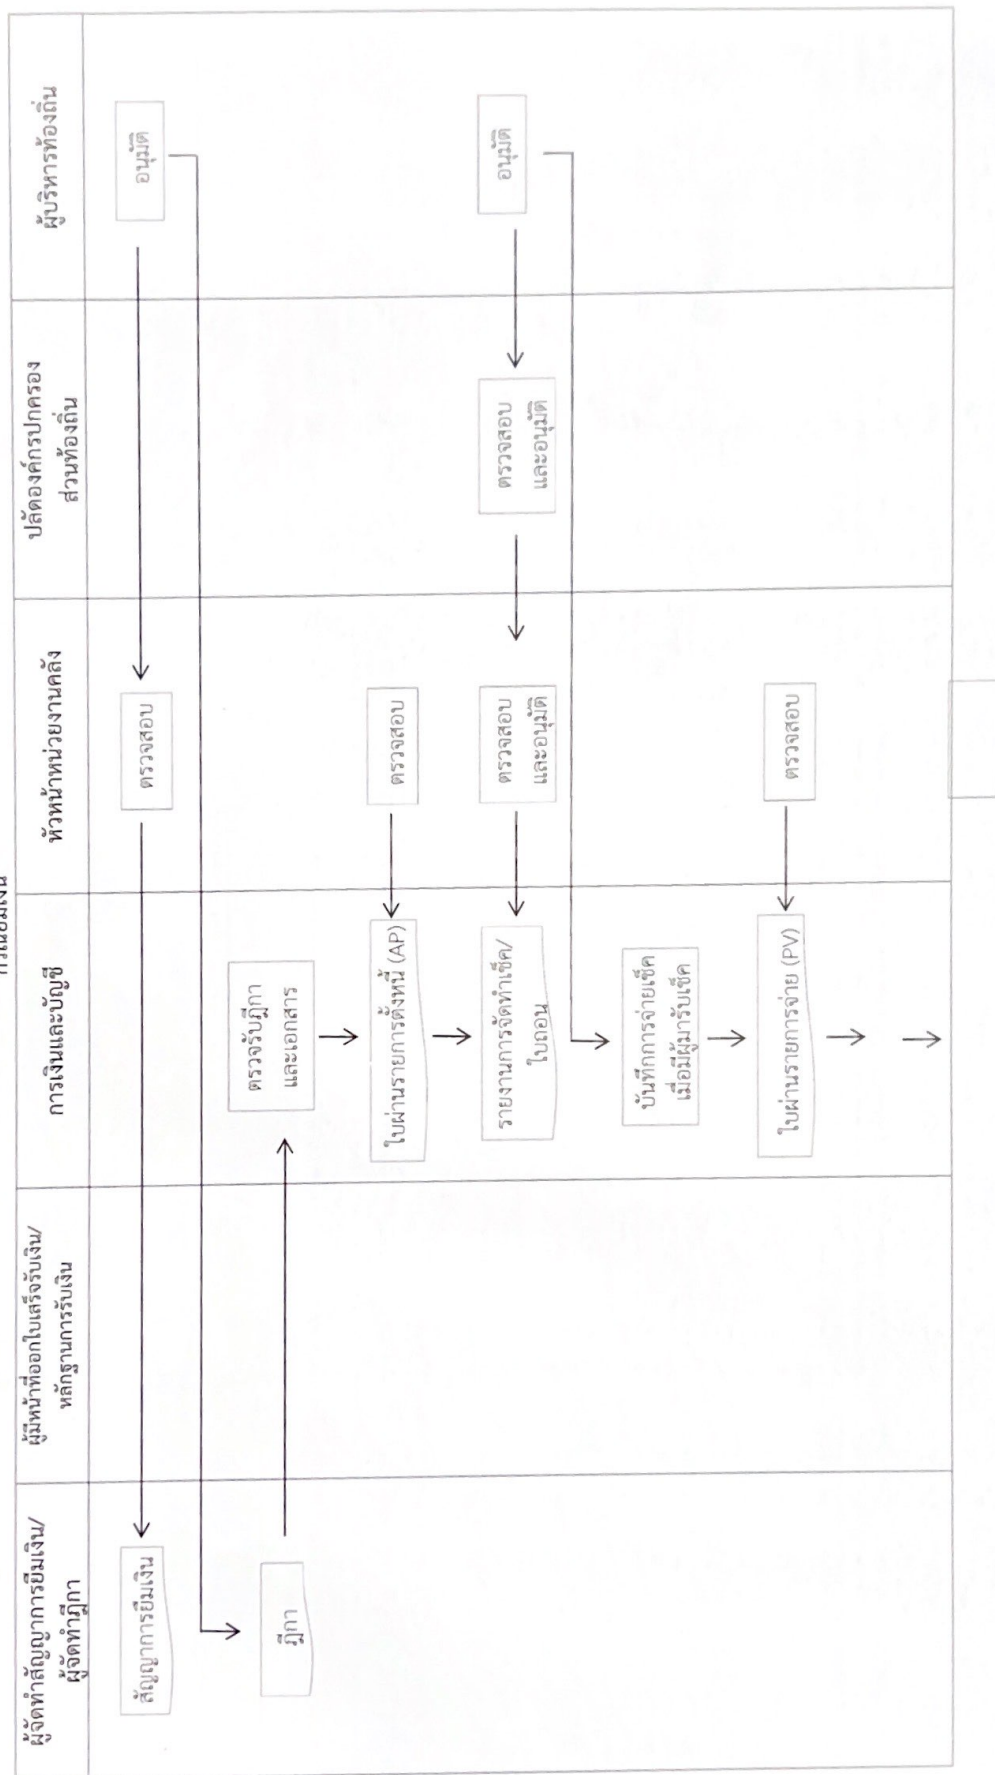 กรณียืมเงิน
ผู้จัดทำสัญญาการยืมเงิน/
ผู้จัดทำฎีกา
ผู้มีหน้าที่ออกใบเสร็จรับเงิน/
หลักฐานการรับเงิน
การเงินและบัญชี
หัวหน้าหน่วยงานคลัง
ปลัดองค์กรปกครอง
ส่วนท้องถิ่น
ผู้บริหารท้องถิ่น
สัญญาการยืมเงิน
ตรวจสอบ
อนุมัติ
ฎีกา
ตรวจรับฎีกา
และเอกสาร
ใบผ่านรายการตั้งหนี้ (AP)
ตรวจสอบ
รายงานการจัดทำเช็ค/
ใบถอน
ตรวจสอบ
และอนุมัติ
ตรวจสอบ
และอนุมัติ
อนุมัติ
บันทึกการจ่ายเช็ค
เมื่อมีผู้มารับเช็ค
ใบผ่านรายการจ่าย (PV)
ตรวจสอบ